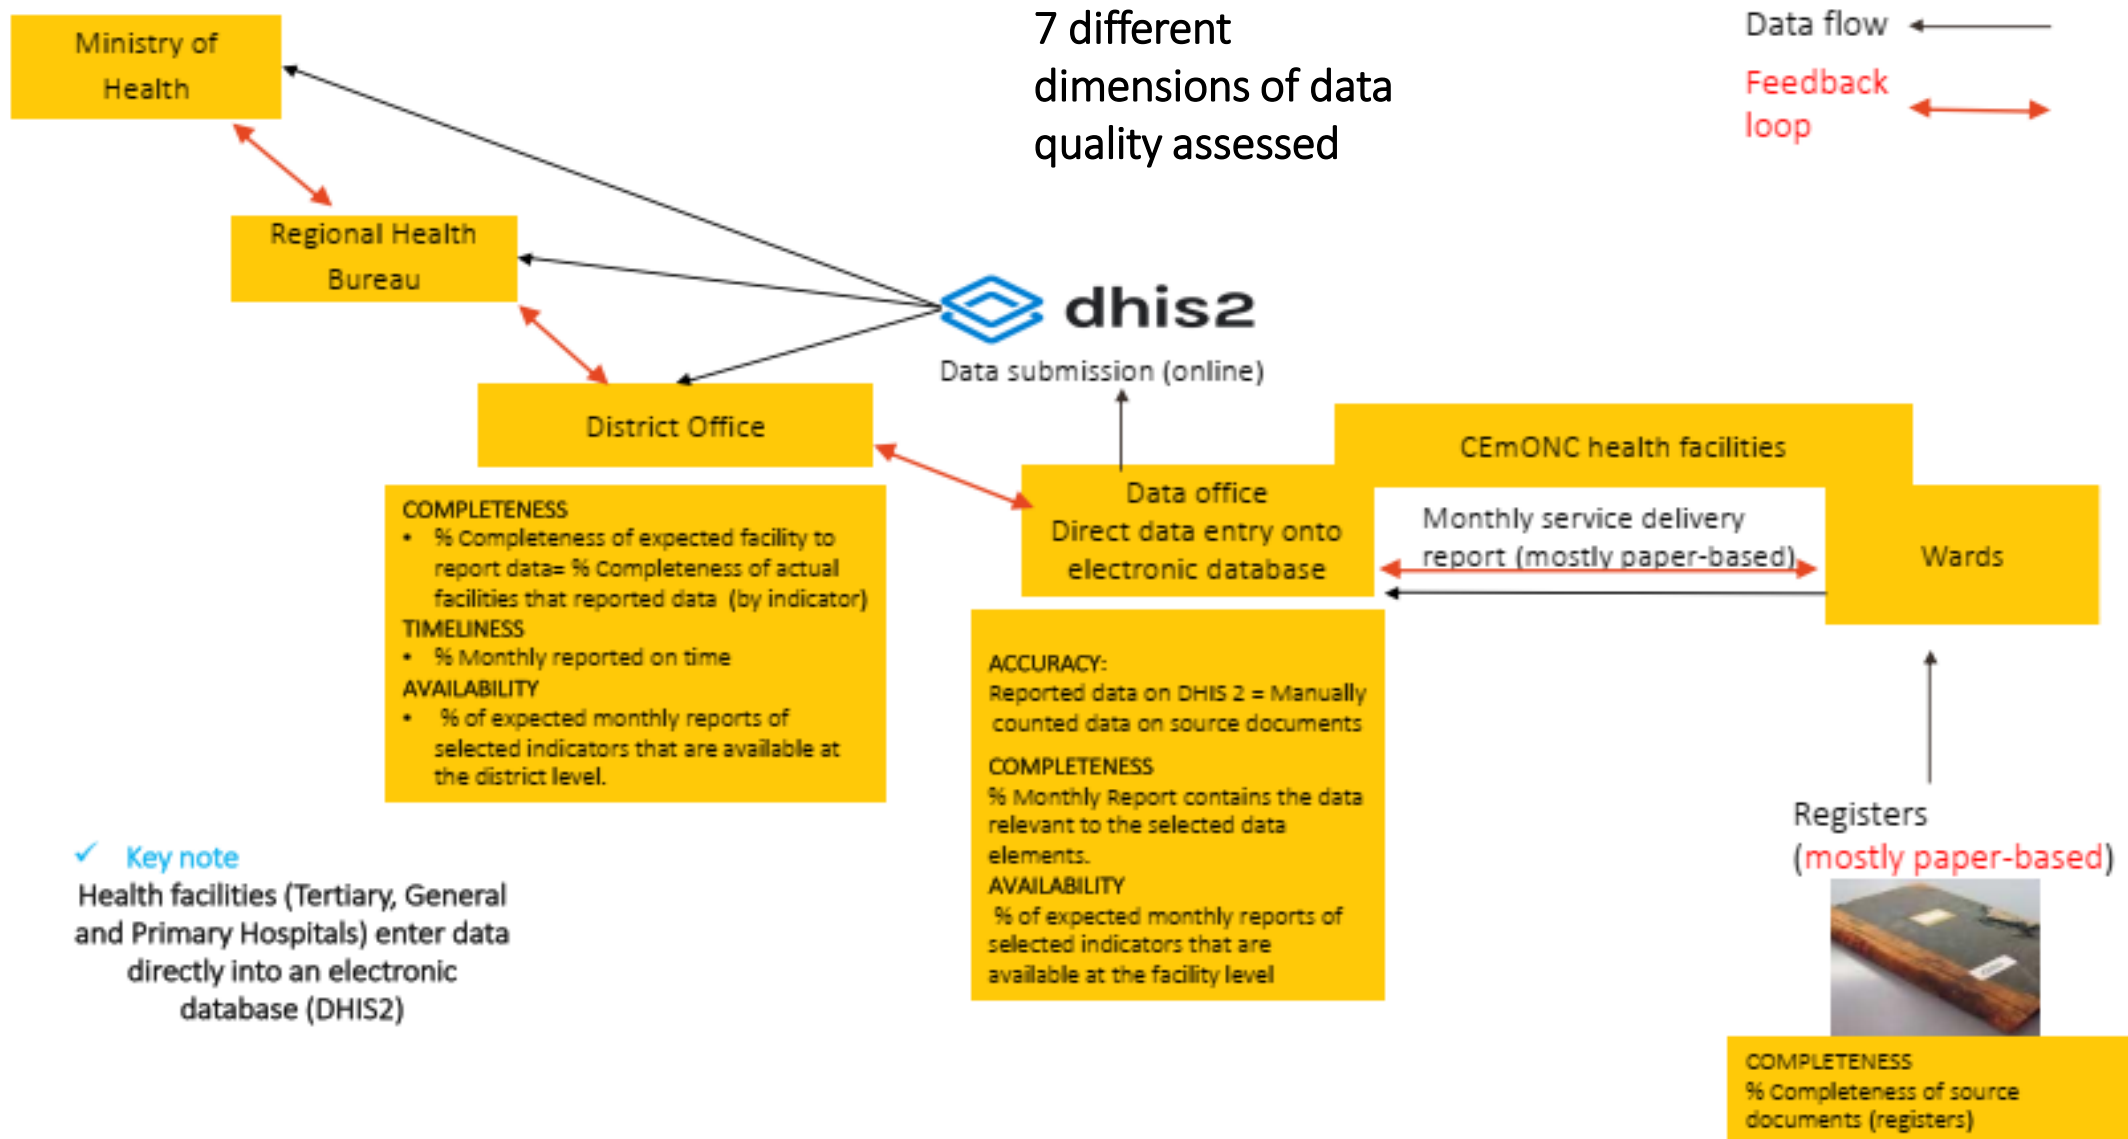 7 different
dimensions of data
quality assessed
Data flow
Feedback
loop
Ministry of
Health
Regional Health
Bureau
dhis2
Data submission (online)
District Office
CEmONC health facilities
Data office
Direct data entry onto
electronic database
Monthly service delivery
report (mostly paper-based)
Wards
COMPLETENESS
• % Completeness of expected facility to
report data= % Completeness of actual
facilities that reported data (by indicator)
TIMELINESS
• % Monthly reported on time
AVAILABILITY
• % of expected monthly reports of
selected indicators that are available at
the district level.
ACCURACY:
Reported data on DHIS 2 = Manually
counted data on source documents
COMPLETENESS
% Monthly Report contains the data
relevant to the selected data
elements.
AVAILABILITY
% of expected monthly reports of
selected indicators that are
available at the facility level
Registers
(mostly paper-based)
COMPLETENESS
% Completeness of source
documents (registers)
✓ Key note
Health facilities (Tertiary, General
and Primary Hospitals) enter data
directly into an electronic
database (DHIS2)